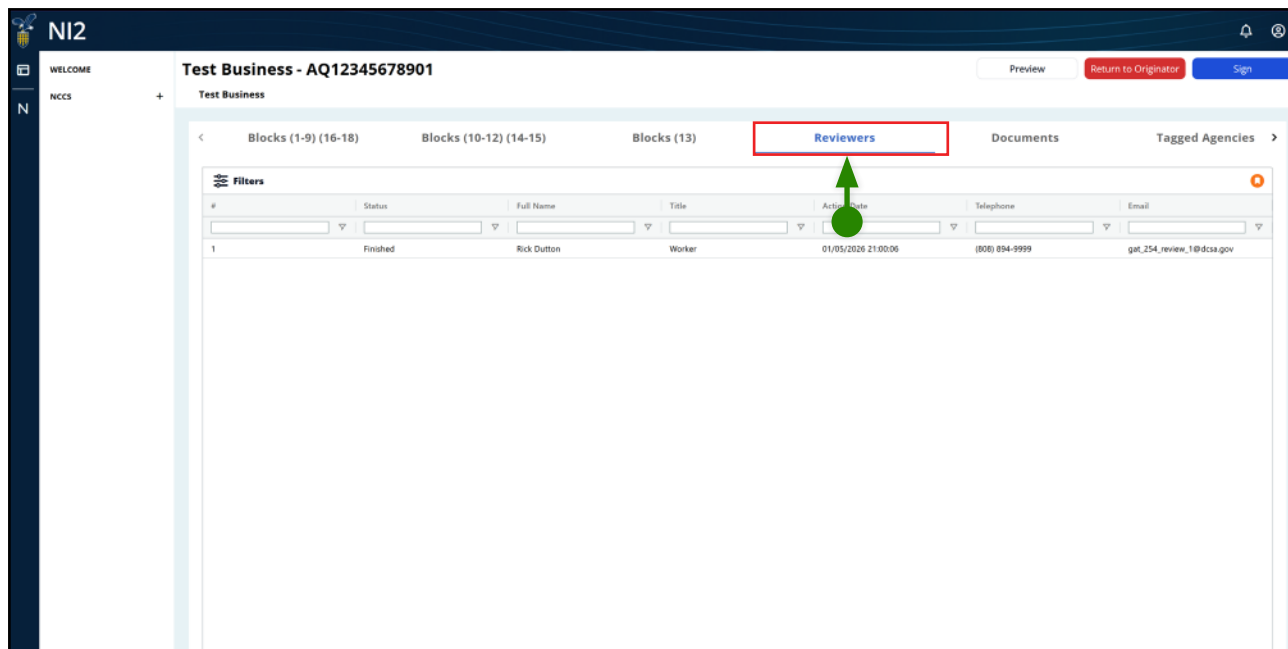 NI2
WELCOME
NCCS +
N
Test Business - AQ12345678901
Test Business
Preview Return to Originator Sign
Blocks (1-9) (16-18) Blocks (10-12) (14-15) Blocks (13) Reviewers Documents Tagged Agencies
Filters
# Status Full Name Title Action Date Telephone Email
1 Finished Rick Dutton Worker 01/05/2026 21:00:06 (808) 894-9999 gat_254_review_1@dcsa.gov